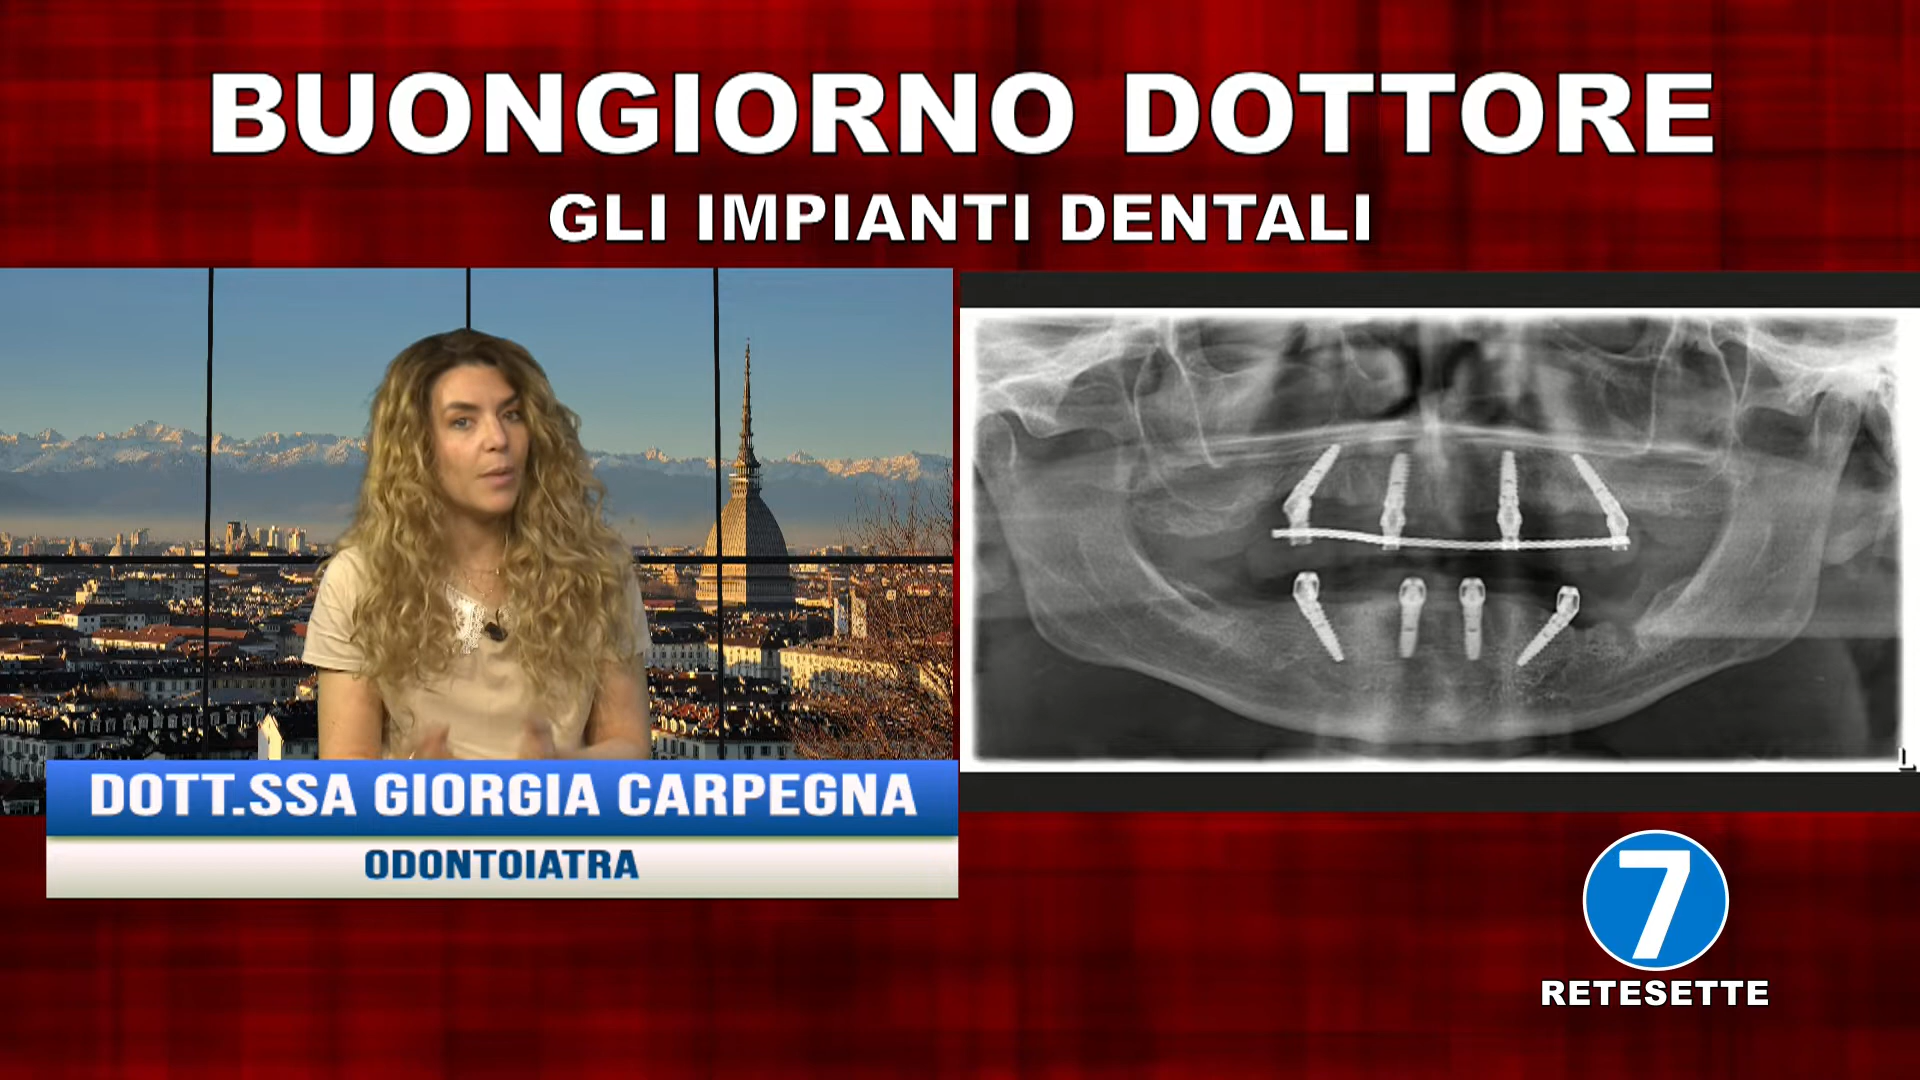 BUONGIORNO DOTTORE
GLI IMPIANTI DENTALI
DOTT.SSA GIORGIA CARPEGNA
ODONTOIATRA
L
7
RETESETTE